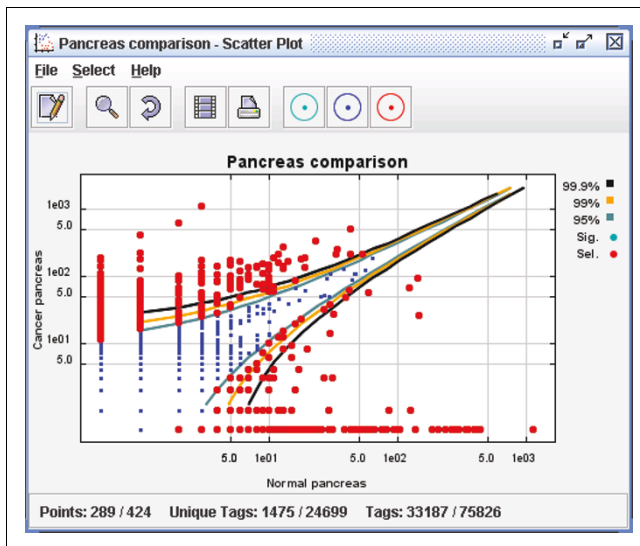 Pancreas comparison - Scatter Plot
File Select Help
Pancreas comparison
99.9%
99%
95%
Sig.
Sel.
Cancer pancreas
1e03
5.0
1e02
5.0
1e01
5.0
5.0 1e01 5.0 1e02 5.0 1e03
Normal pancreas
Points: 289 / 424 Unique Tags: 1475 / 24699 Tags: 33187 / 75826